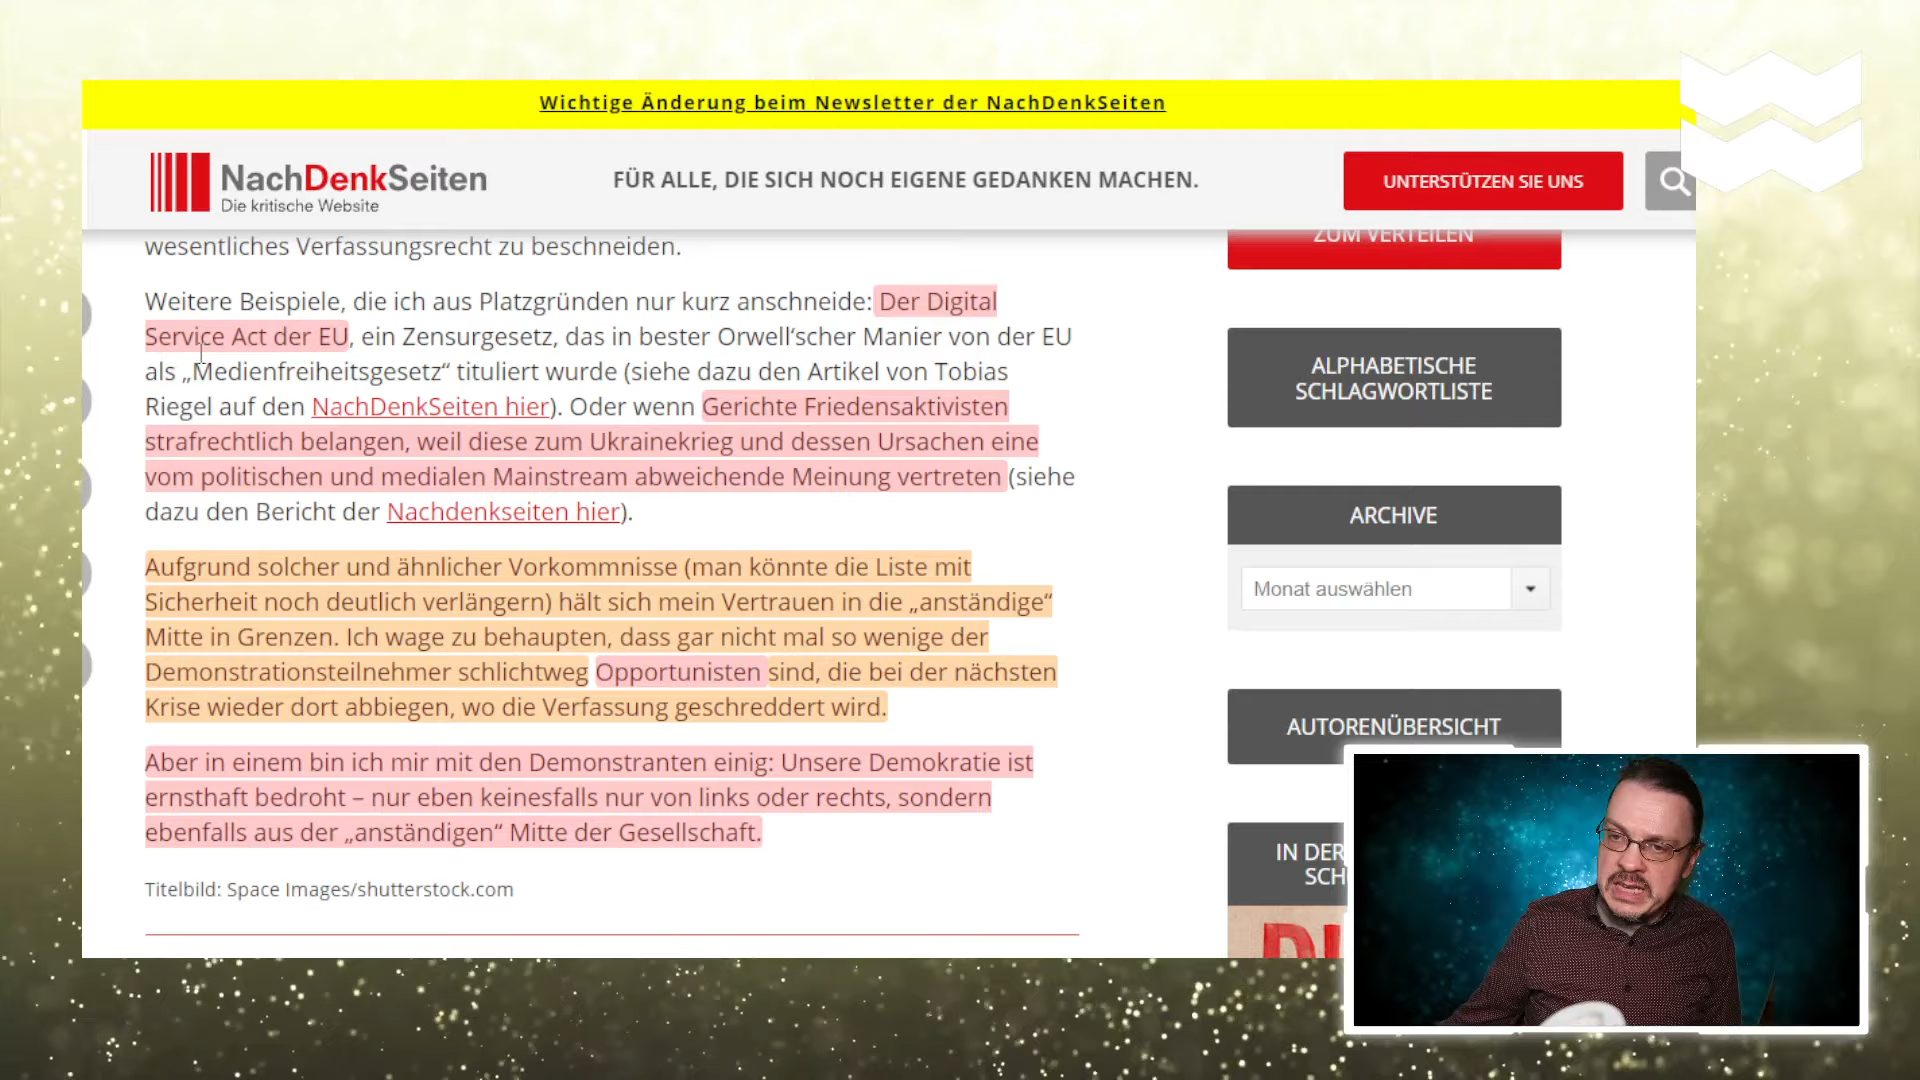 Wichtige Änderung beim Newsletter der NachDenkSeiten
NachDenkSeiten
Die kritische Website
FÜR ALLE, DIE SICH NOCH EIGENE GEDANKEN MACHEN.
UNTERSTÜTZEN SIE UNS
wesentliches Verfassungsrecht zu beschneiden.
Weitere Beispiele, die ich aus Platzgründen nur kurz anschneide: Der Digital
Service Act der EU, ein Zensurgesetz, das in bester Orwell‘scher Manier von der EU
als „Medienfreiheitsgesetz“ tituliert wurde (siehe dazu den Artikel von Tobias
Riegel auf den NachDenkSeiten hier). Oder wenn Gerichte Friedensaktivisten
strafrechtlich belangen, weil diese zum Ukrainekrieg und dessen Ursachen eine
vom politischen und medialen Mainstream abweichende Meinung vertreten (siehe
dazu den Bericht der Nachdenkseiten hier).
Aufgrund solcher und ähnlicher Vorkommnisse (man könnte die Liste mit
Sicherheit noch deutlich verlängern) hält sich mein Vertrauen in die „anständige“
Mitte in Grenzen. Ich wage zu behaupten, dass gar nicht mal so wenige der
Demonstrationsteilnehmer schlichtweg Opportunisten sind, die bei der nächsten
Krise wieder dort abbiegen, wo die Verfassung geschreddert wird.
Aber in einem bin ich mir mit den Demonstranten einig: Unsere Demokratie ist
ernsthaft bedroht – nur eben keinesfalls nur von links oder rechts, sondern
ebenfalls aus der „anständigen“ Mitte der Gesellschaft.
Titelbild: Space Images/shutterstock.com
ZUM VERTEILEN
ALPHABETISCHE
SCHLAGWORTLISTE
ARCHIVE
Monat auswählen
AUTORENÜBERSICHT
IN DER
SCH